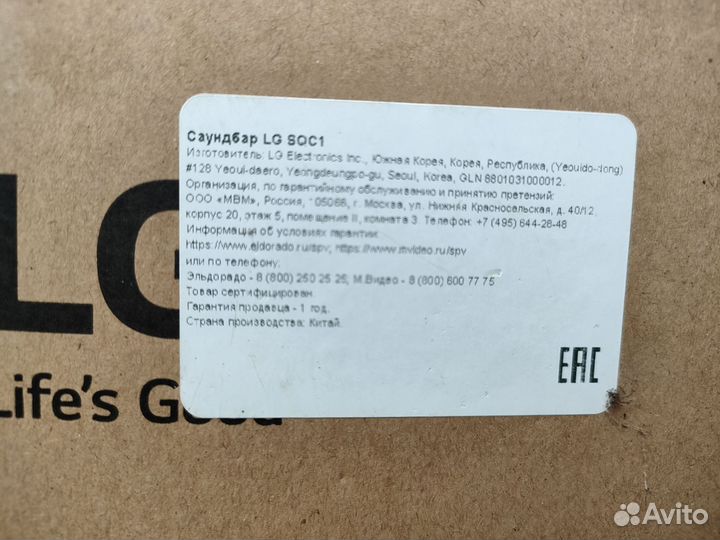 Саундбар LG SQC1
Изготовитель: LG Electronics Inc., Южная Корея, Корея, Республика, (Yeouido-dong)
#128 Yeoui-daero, Yeongdeungpo-gu, Seoul, Korea, GLN 8801031000012.
Организация, по гарантийному обслуживанию и принятию претензий:
ООО «МВМ», Россия, 105066, г. Москва, ул. Нижняя Красносельская, д. 40/12,
корпус 20, этаж 5, помещение II, комната 3. Телефон: +7 (495) 644-28-48
Информация об условиях гарантии:
https://www.eldorado.ru/spv; https://www.mvideo.ru/spv
или по телефону:
Эльдорадо - 8 (800) 250 25 25, М.Видео - 8 (800) 600 77 75
Товар сертифицирован.
Гарантия продавца - 1 год.
Страна производства: Китай
EAC
LG
Life's Good
Avito